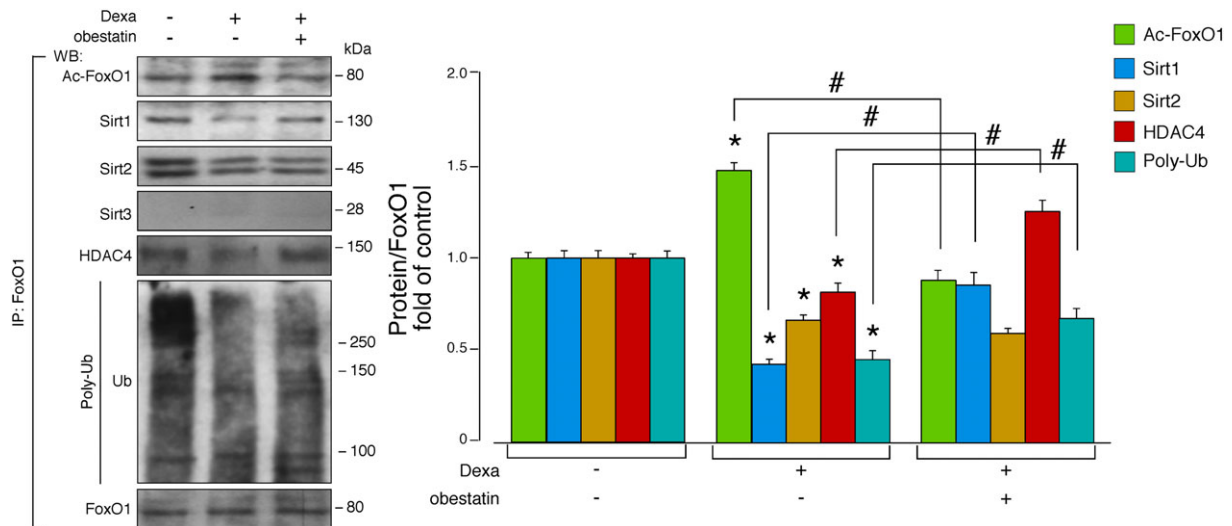 Dexa - + +
obestatin - - +
WB:
kDa
Ac-FoxO1
- 80
Sirt1
- 130
Sirt2
- 45
Sirt3
- 28
HDAC4
- 150
IP: FoxO1
Poly-Ub
Ub
- 250
- 150
- 100
FoxO1
- 80
Protein/FoxO1
fold of control
2.0
1.5
1.0
0.5
0
# # # #
* * * * *
Dexa - + +
obestatin - - +
Ac-FoxO1
Sirt1
Sirt2
HDAC4
Poly-Ub